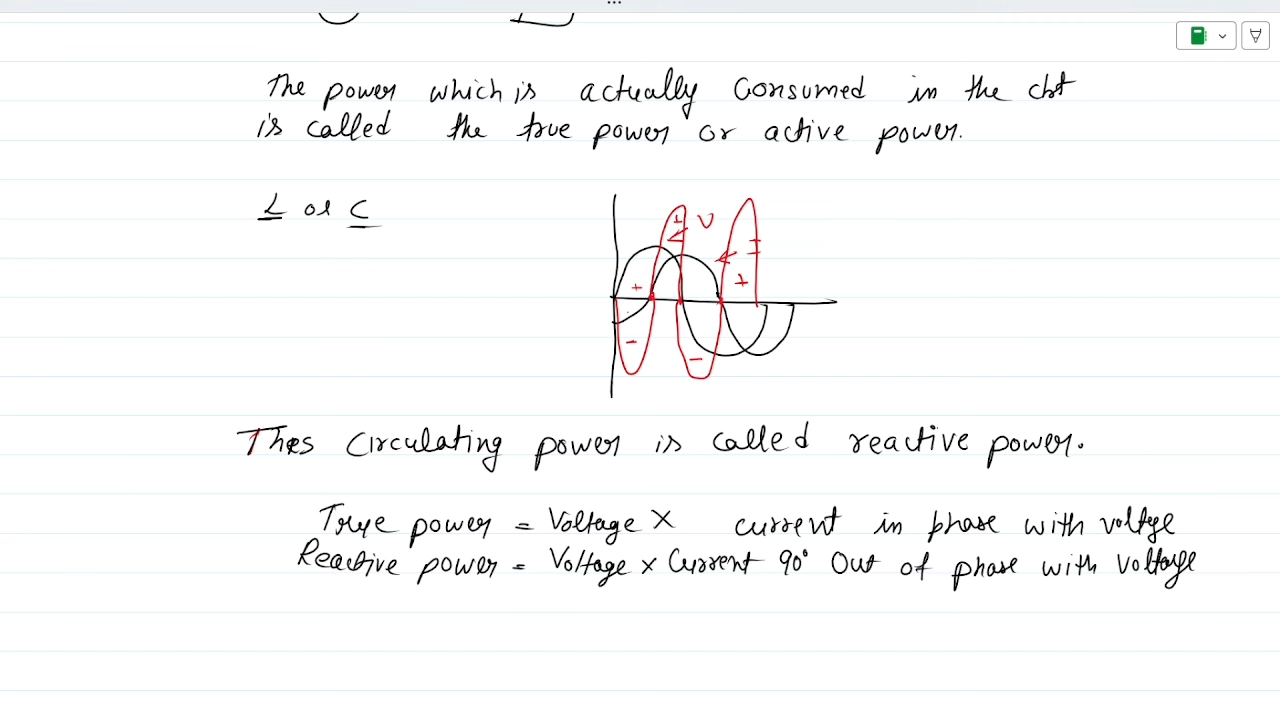 The power which is actually consumed in the ckt
is called the true power or active power.
L or C
+ V
+ +
- -
This circulating power is called reactive power.
True power = Voltage × current in phase with voltge
Reactive power = Voltage × Current 90° Out of phase with voltage